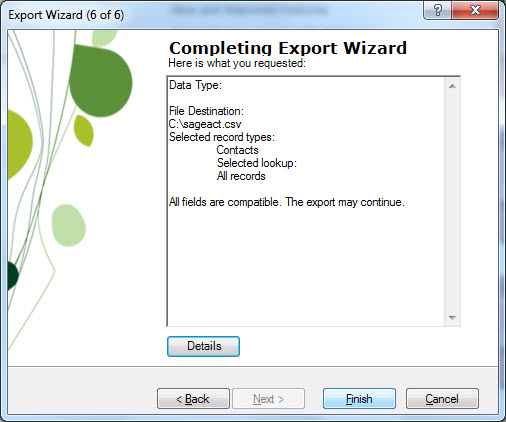 Export Wizard (6 of 6)
Completing Export Wizard
Here is what you requested:
Data Type:
File Destination:
C:\sageact.csv
Selected record types:
Contacts
Selected lookup:
All records
All fields are compatible. The export may continue.
Details
< Back
Next >
Finish
Cancel